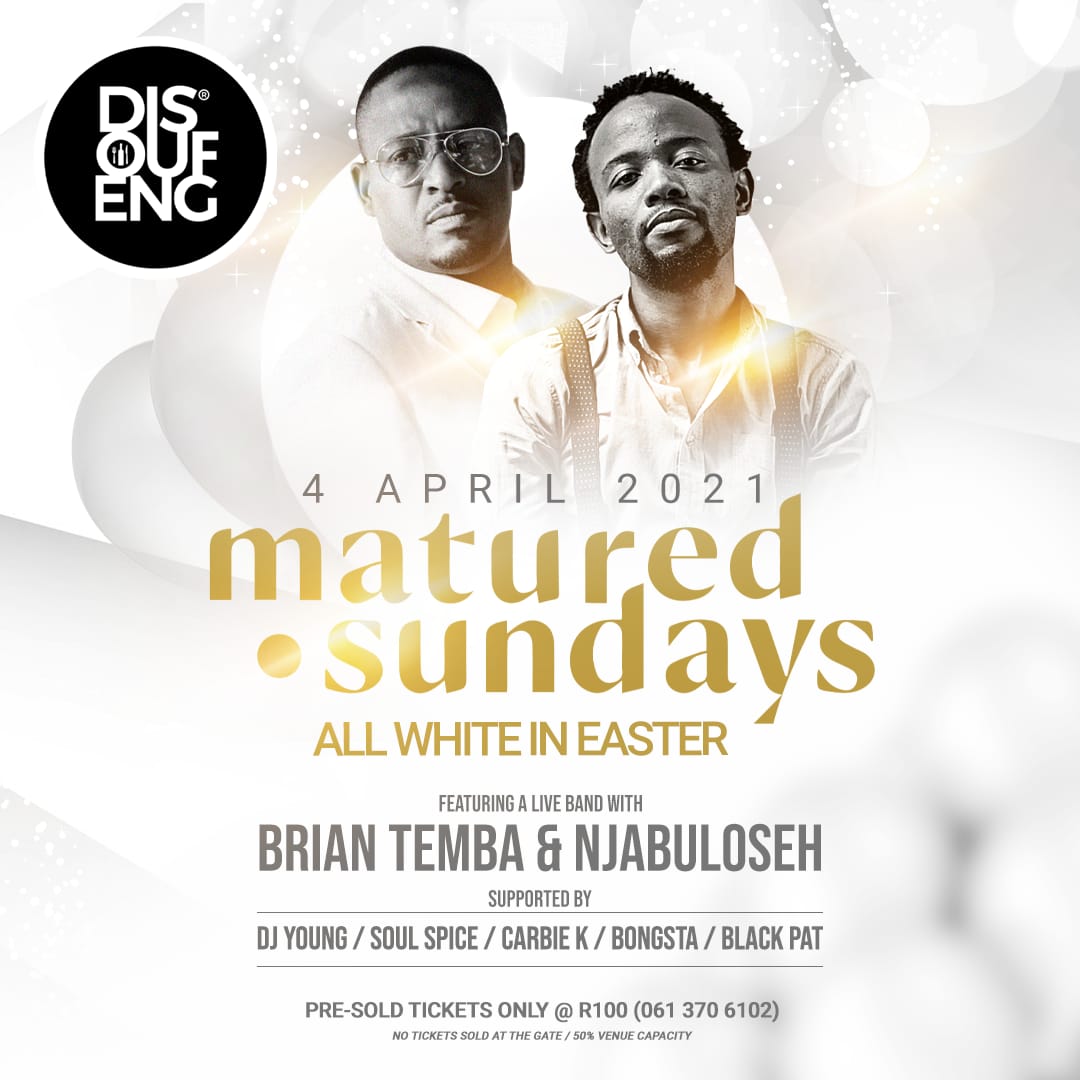 DIS®
OUF
ENG
4 APRIL 2021
matured
•sundays
ALL WHITE IN EASTER
FEATURING A LIVE BAND WITH
BRIAN TEMBA & NJABULOSEH
SUPPORTED BY
DJ YOUNG / SOUL SPICE / CARBIE K / BONGSTA / BLACK PAT
PRE-SOLD TICKETS ONLY @ R100 (061 370 6102)
NO TICKETS SOLD AT THE GATE / 50% VENUE CAPACITY